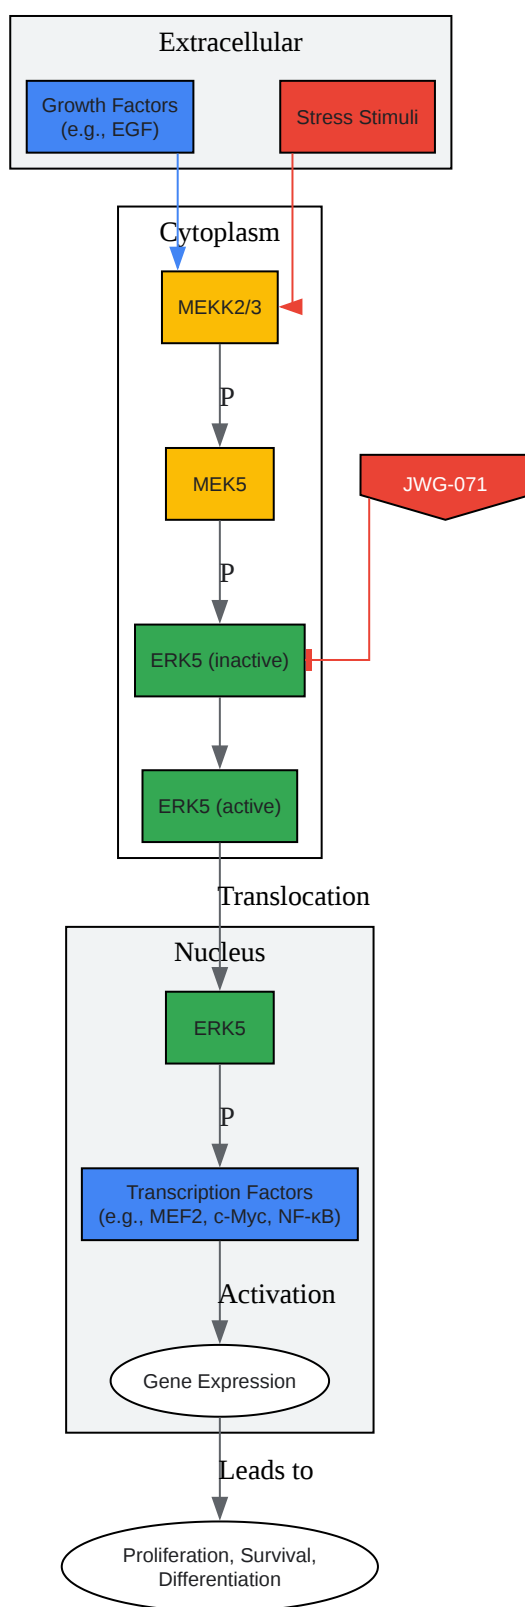 Extracellular
Growth Factors
(e.g., EGF)
Stress Stimuli
Cytoplasm
MEKK2/3
P
MEK5
JWG-071
P
ERK5 (inactive)
ERK5 (active)
Translocation
Nucleus
ERK5
P
Transcription Factors
(e.g., MEF2, c-Myc, NF-κB)
Activation
Gene Expression
Leads to
Proliferation, Survival,
Differentiation